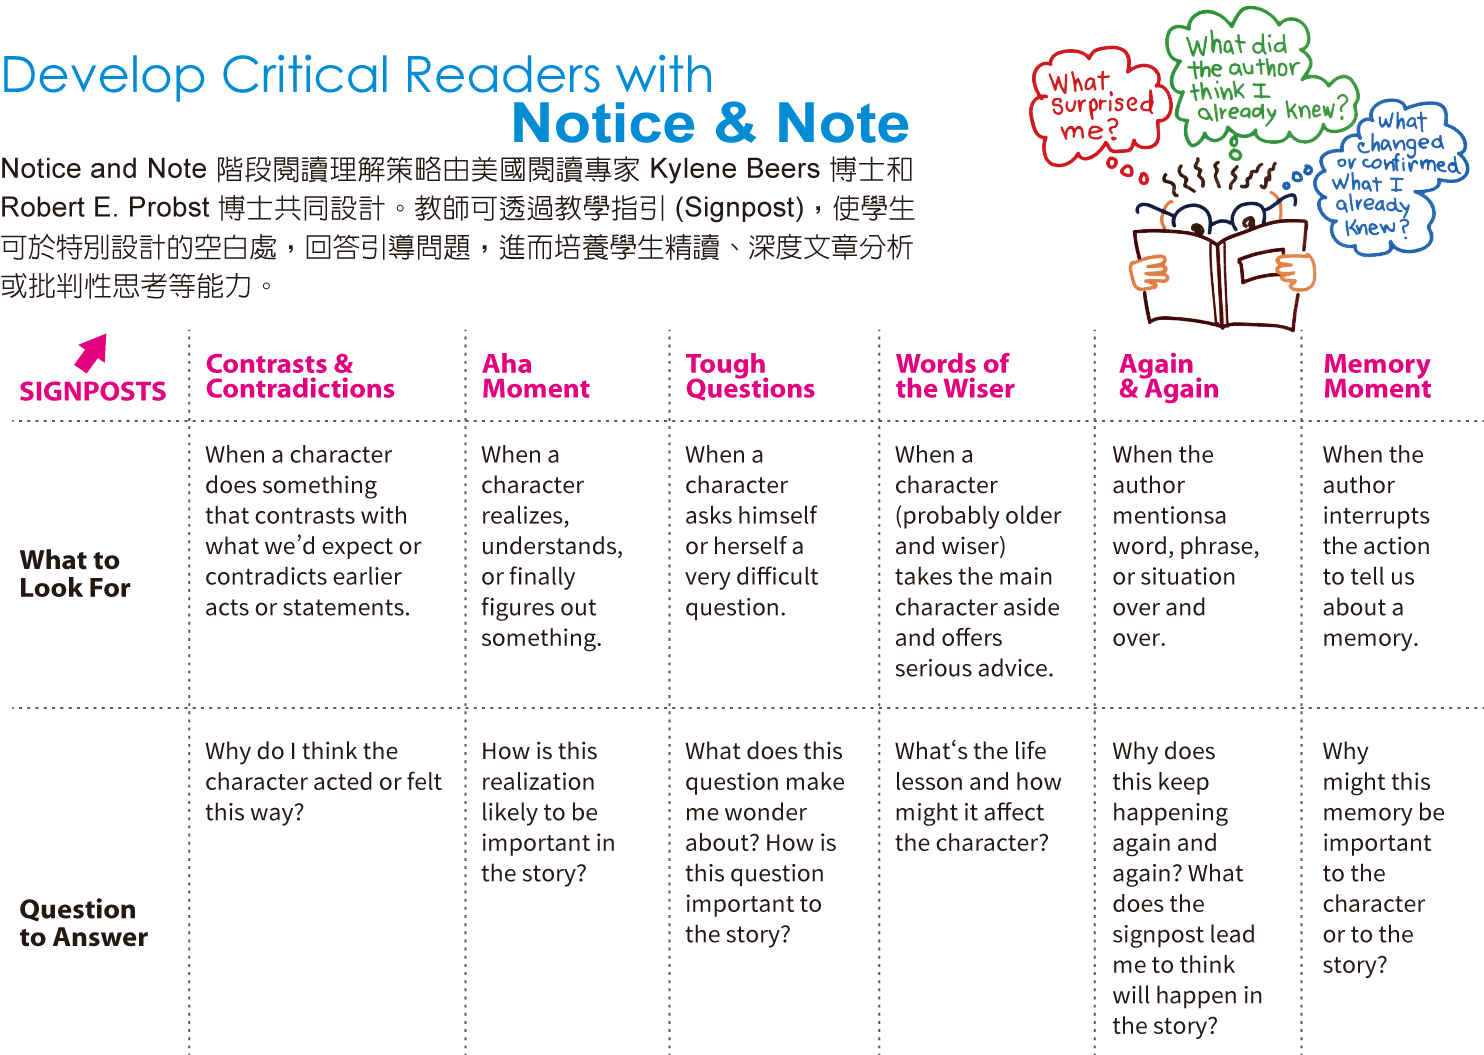 Develop Critical Readers with
Notice & Note
Notice and Note 階段閱讀理解策略由美國閱讀專家 Kylene Beers 博士和
Robert E. Probst 博士共同設計。教師可透過教學指引 (Signpost)，使學生
可於特別設計的空白處，回答引導問題，進而培養學生精讀、深度文章分析
或批判性思考等能力。
What
surprised
me?
What did
the author
think I
already knew?
What
changed
or confirmed
what I
already
knew?
SIGNPOSTS
Contrasts &
Contradictions
Aha
Moment
Tough
Questions
Words of
the Wiser
Again
& Again
Memory
Moment
What to
Look For
When a character
does something
that contrasts with
what we’d expect or
contradicts earlier
acts or statements.
When a
character
realizes,
understands,
or finally
figures out
something.
When a
character
asks himself
or herself a
very difficult
question.
When a
character
(probably older
and wiser)
takes the main
character aside
and offers
serious advice.
When the
author
mentionsa
word, phrase,
or situation
over and
over.
When the
author
interrupts
the action
to tell us
about a
memory.
Question
to Answer
Why do I think the
character acted or felt
this way?
How is this
realization
likely to be
important in
the story?
What does this
question make
me wonder
about? How is
this question
important to
the story?
What‘s the life
lesson and how
might it affect
the character?
Why does
this keep
happening
again and
again? What
does the
signpost lead
me to think
will happen in
the story?
Why
might this
memory be
important
to the
character
or to the
story?